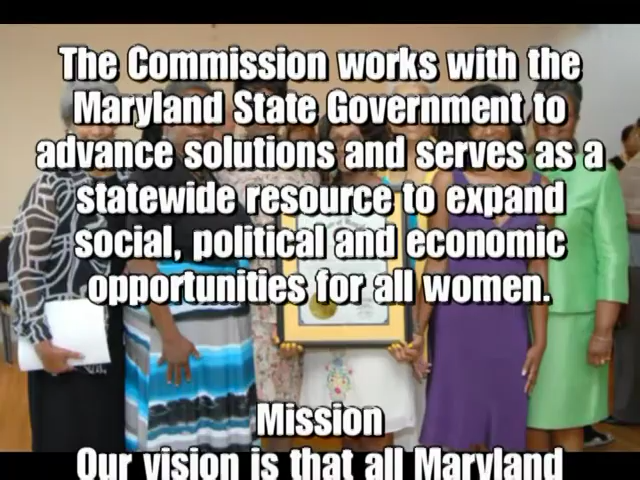 The Commission works with the
Maryland State Government to
advance solutions and serves as a
statewide resource to expand
social, political and economic
opportunities for all women.
Mission
Our vision is that all Maryland